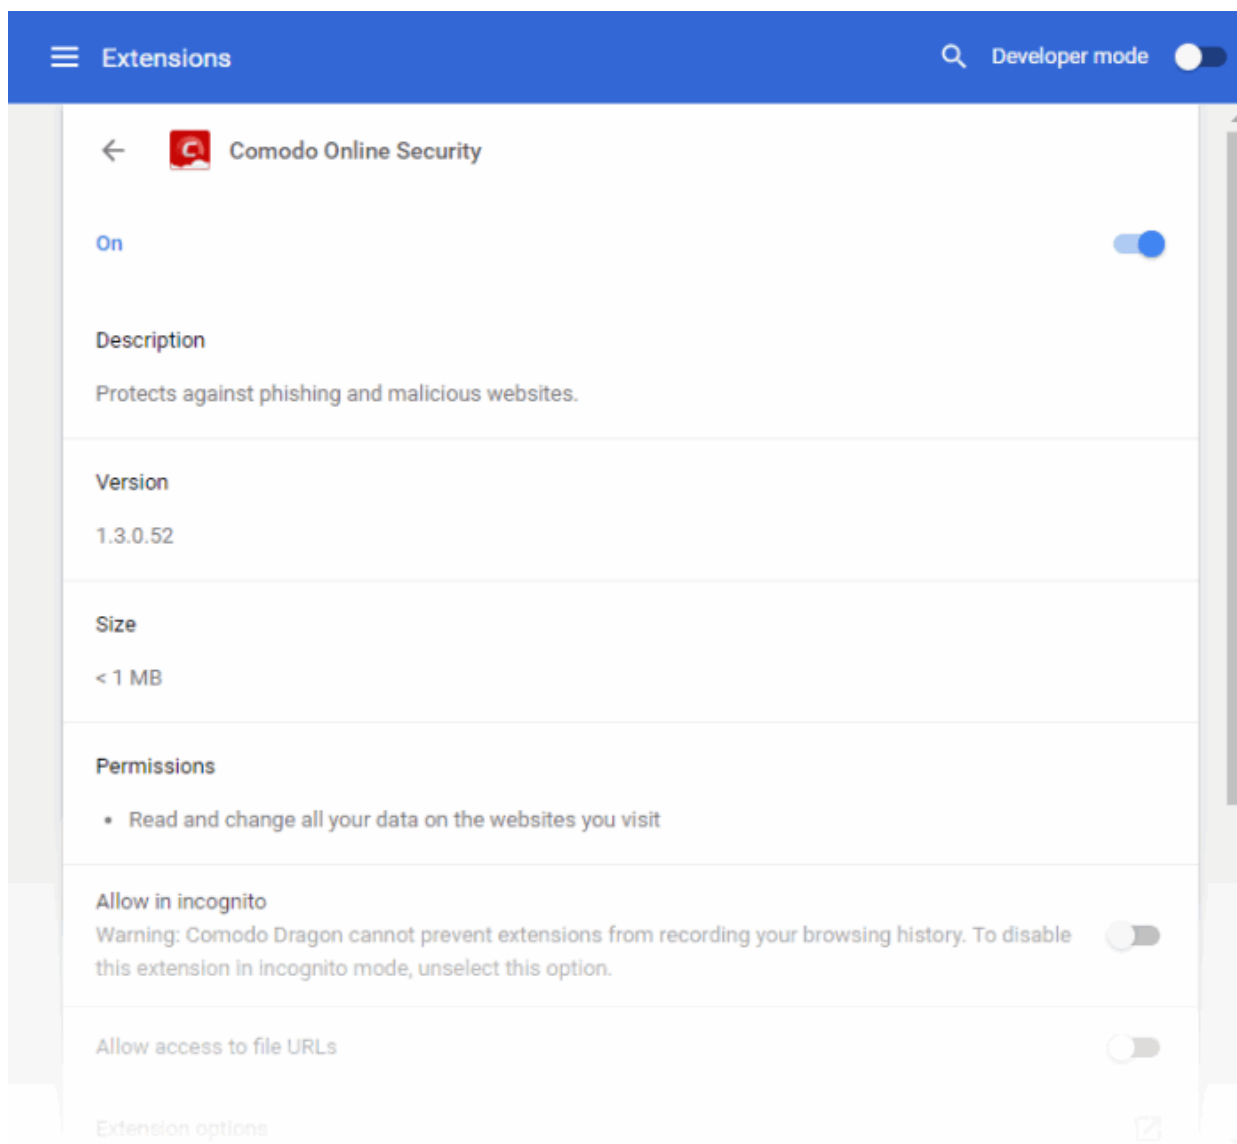 Extensions
Developer mode
Comodo Online Security
On
Description
Protects against phishing and malicious websites.
Version
1.3.0.52
Size
< 1 MB
Permissions
• Read and change all your data on the websites you visit
Allow in incognito
Warning: Comodo Dragon cannot prevent extensions from recording your browsing history. To disable
this extension in incognito mode, unselect this option.
Allow access to file URLs
Extension options